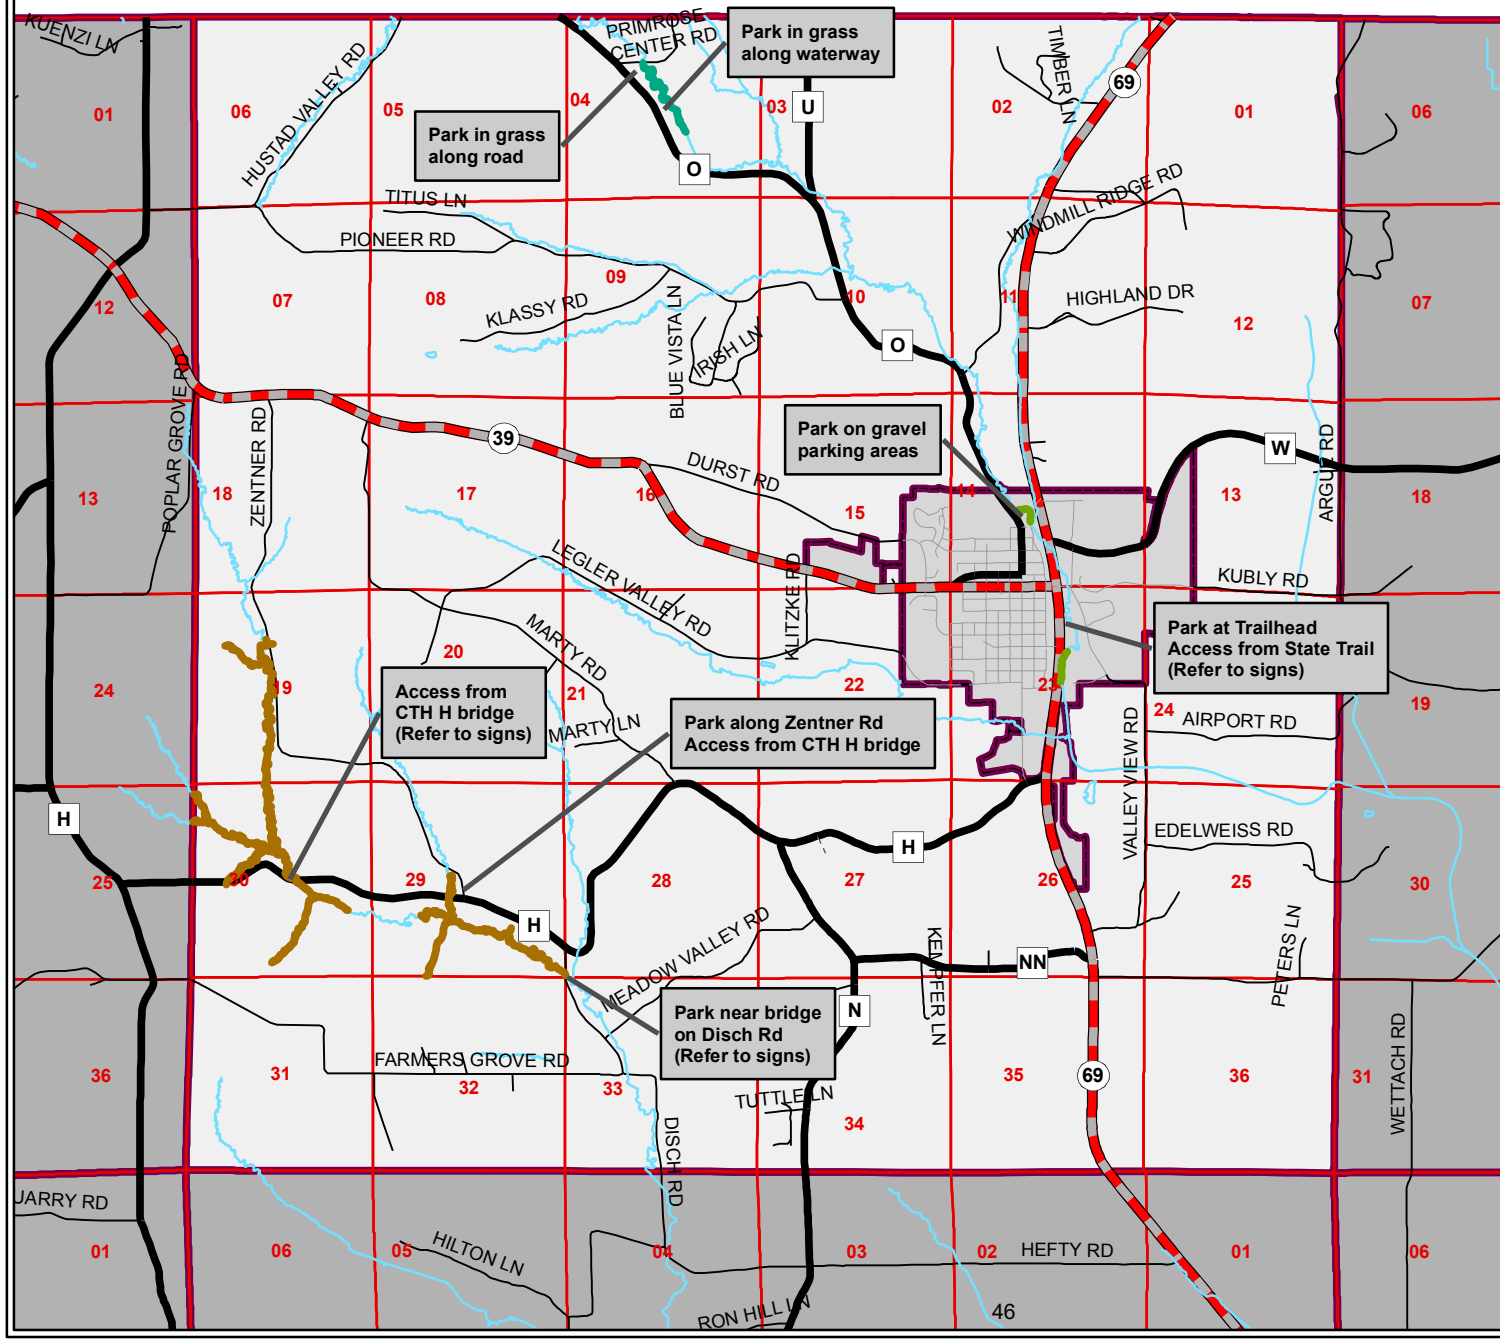 KUENZI LN
PRIMROSE
CENTER RD
Park in grass
along waterway
TIMBER LN
69
01
06
05
04
03
U
02
01
06
HUSTAD VALLEY RD
Park in grass
along road
O
TITUS LN
PIONEER RD
WINDMILL RIDGE RD
12
07
08
09
10
11
HIGHLAND DR
12
07
KLASSY RD
BLUE VISTA LN
IRISH LN
O
POPLAR GROVE RD
ZENTNER RD
39
Park on gravel
parking areas
W
ARGUE RD
DURST RD
13
18
17
16
15
14
13
18
LEGLER VALLEY RD
KLITZKE RD
KUBLY RD
MARTY RD
Park at Trailhead
Access from State Trail
(Refer to signs)
20
24
19
Access from
CTH H bridge
(Refer to signs)
21
22
23
24
19
MARTY LN
Park along Zentner Rd
Access from CTH H bridge
AIRPORT RD
VALLEY VIEW RD
H
H
EDELWEISS RD
25
30
29
28
27
26
25
30
H
MEADOW VALLEY RD
KEMPFER LN
NN
PETERS LN
Park near bridge
on Disch Rd
(Refer to signs)
N
WETTACH RD
FARMERS GROVE RD
36
31
32
33
35
69
36
31
TUTTLE LN
34
DISCH RD
UARRY RD
01
06
05
HILTON LN
04
03
02
HEFTY RD
01
06
RON HILL LN
46